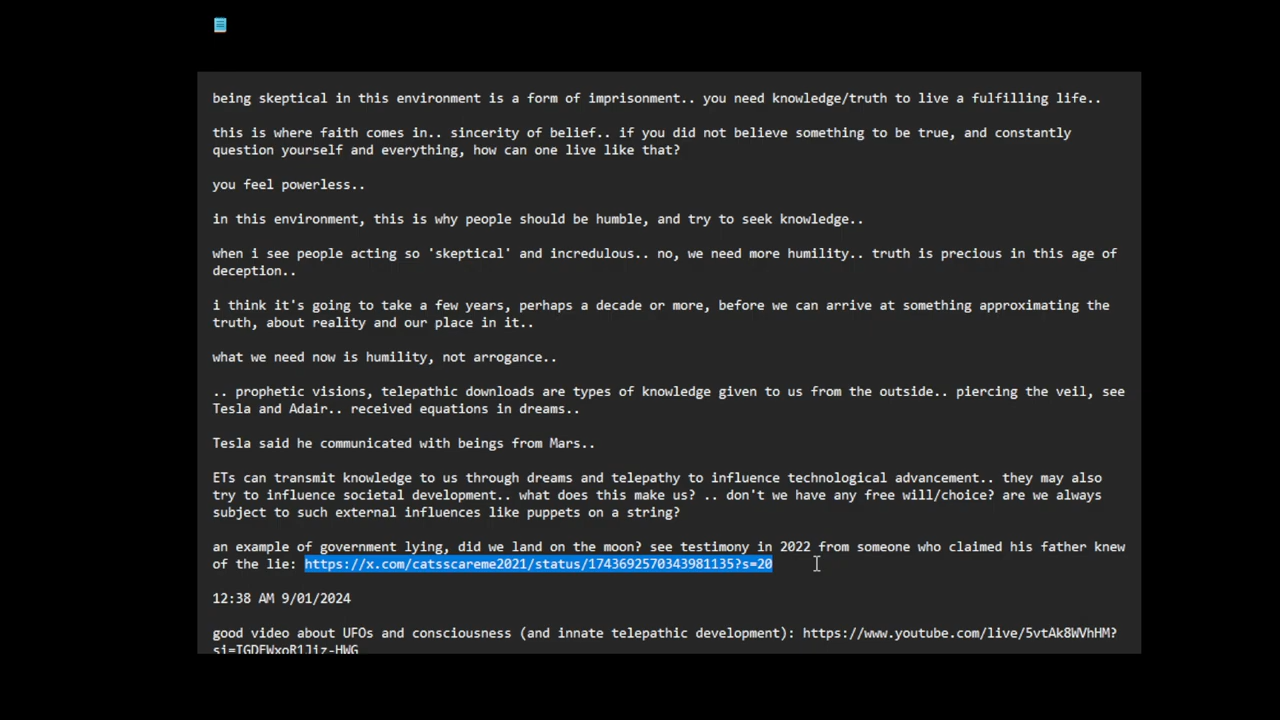 being skeptical in this environment is a form of imprisonment.. you need knowledge/truth to live a fulfilling life..
this is where faith comes in.. sincerity of belief.. if you did not believe something to be true, and constantly
question yourself and everything, how can one live like that?
you feel powerless..
in this environment, this is why people should be humble, and try to seek knowledge..
when i see people acting so 'skeptical' and incredulous.. no, we need more humility.. truth is precious in this age of
deception..
i think it's going to take a few years, perhaps a decade or more, before we can arrive at something approximating the
truth, about reality and our place in it..
what we need now is humility, not arrogance..
.. prophetic visions, telepathic downloads are types of knowledge given to us from the outside.. piercing the veil, see
Tesla and Adair.. received equations in dreams..
Tesla said he communicated with beings from Mars..
ETs can transmit knowledge to us through dreams and telepathy to influence technological advancement.. they may also
try to influence societal development.. what does this make us? .. don't we have any free will/choice? are we always
subject to such external influences like puppets on a string?
an example of government lying, did we land on the moon? see testimony in 2022 from someone who claimed his father knew
of the lie: https://x.com/catsscareme2021/status/1743692570343981135?s=20
12:38 AM 9/01/2024
good video about UFOs and consciousness (and innate telepathic development): https://www.youtube.com/live/5vtAk8WVhHM?